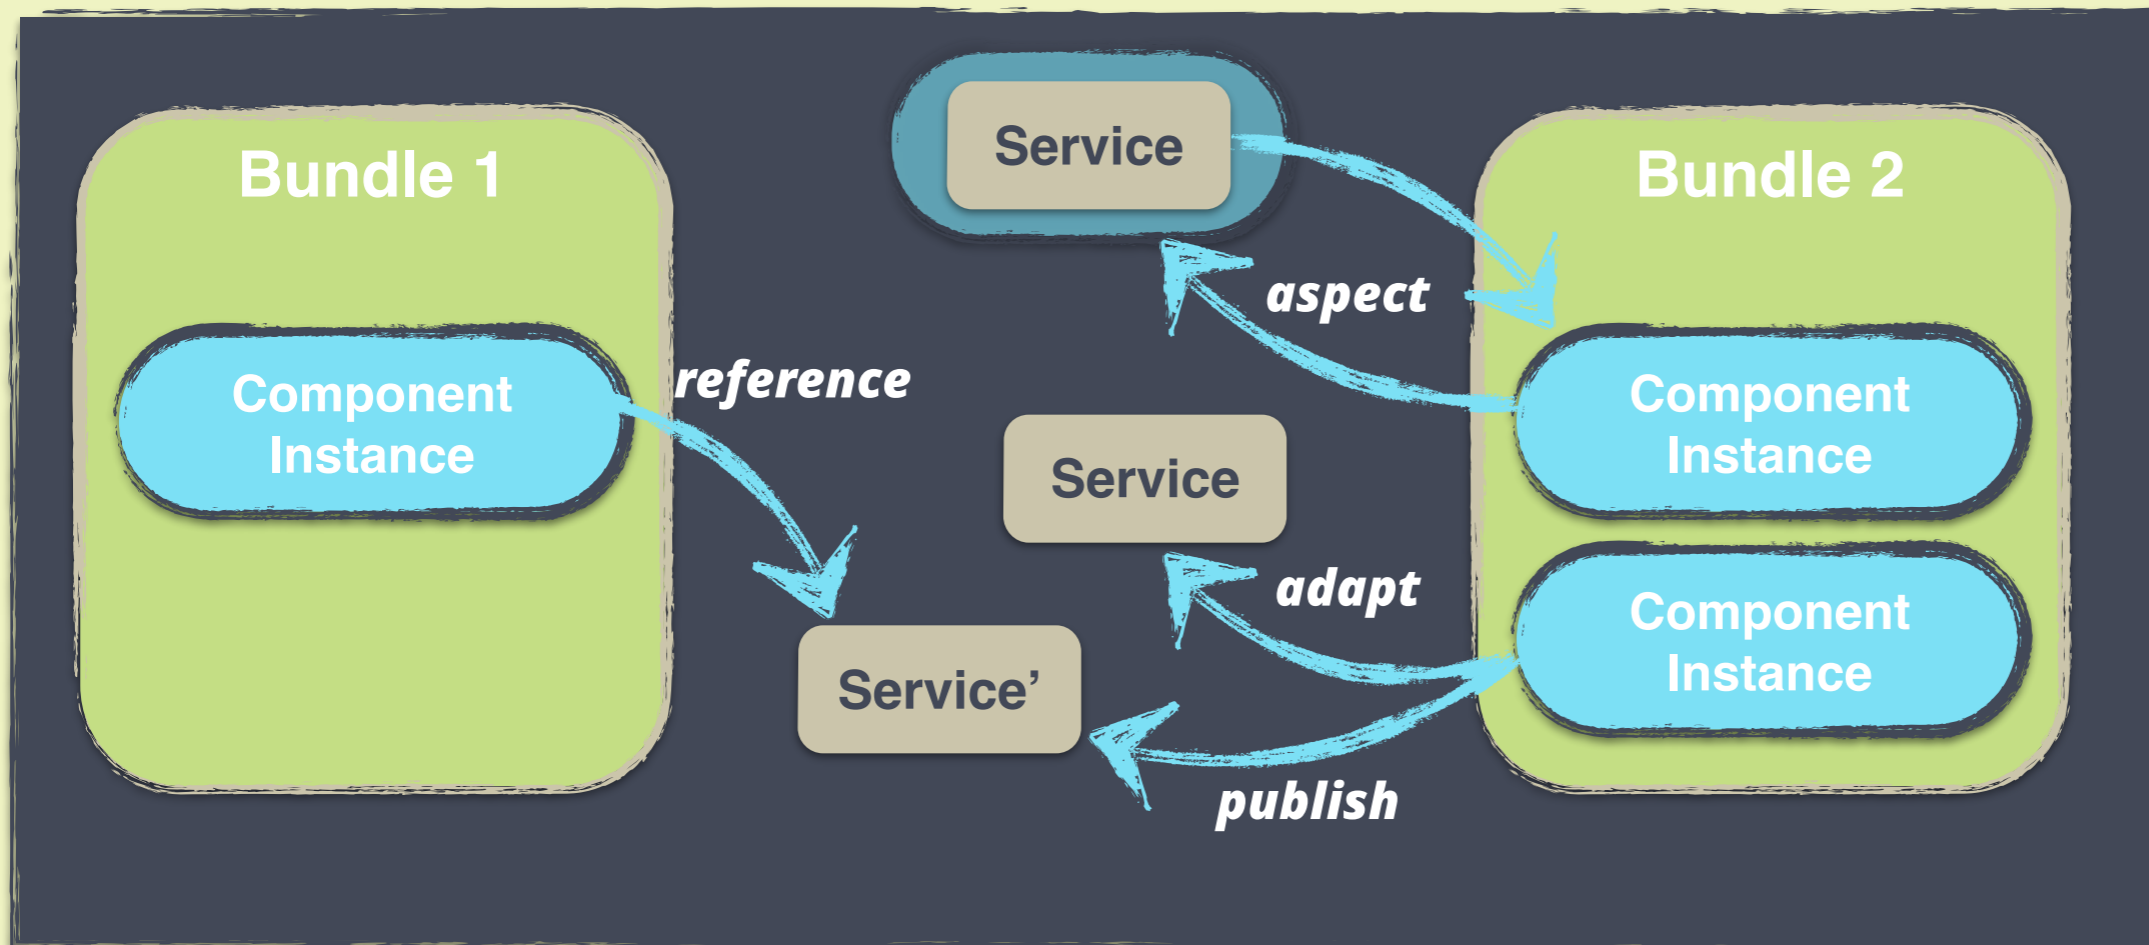 Bundle 1
Component
Instance
reference
Service
aspect
Service
adapt
Service’
publish
Bundle 2
Component
Instance
Component
Instance